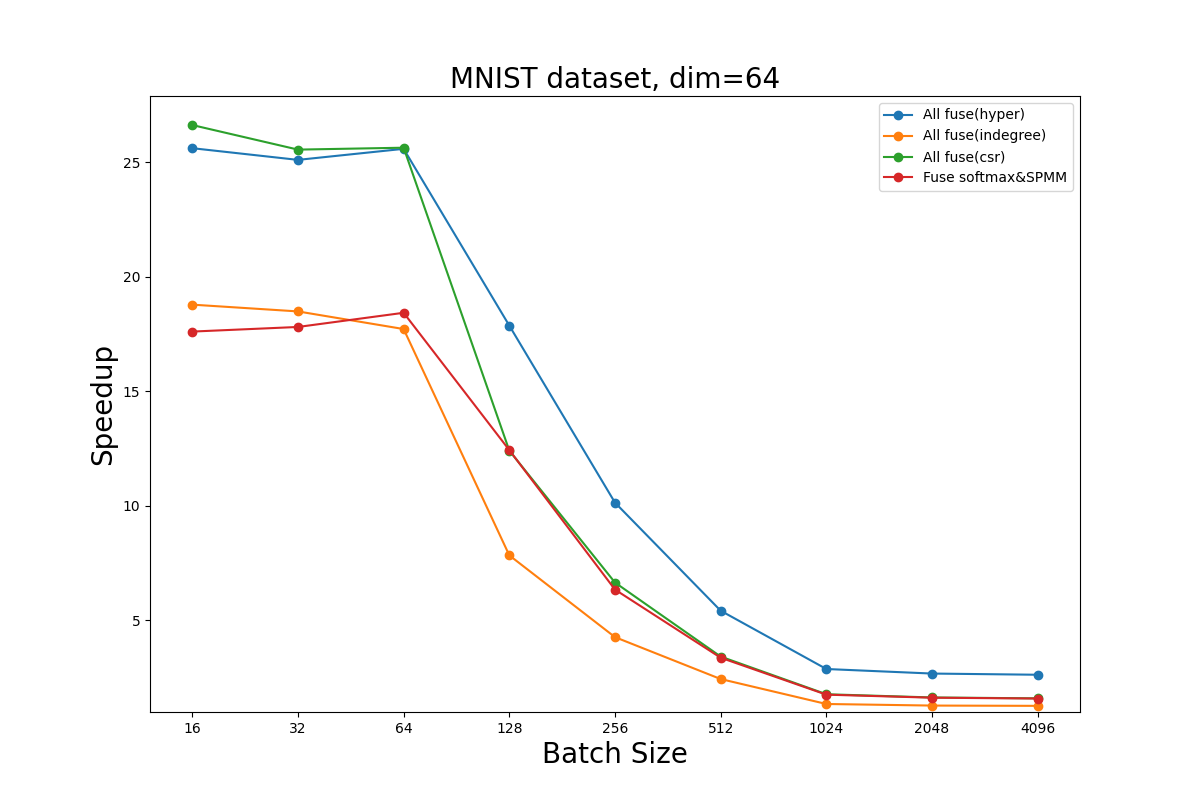 MNIST dataset, dim=64
All fuse(hyper)
All fuse(indegree)
All fuse(csr)
Fuse softmax&SPMM
25
20
15
10
5
Speedup
16 32 64 128 256 512 1024 2048 4096
Batch Size